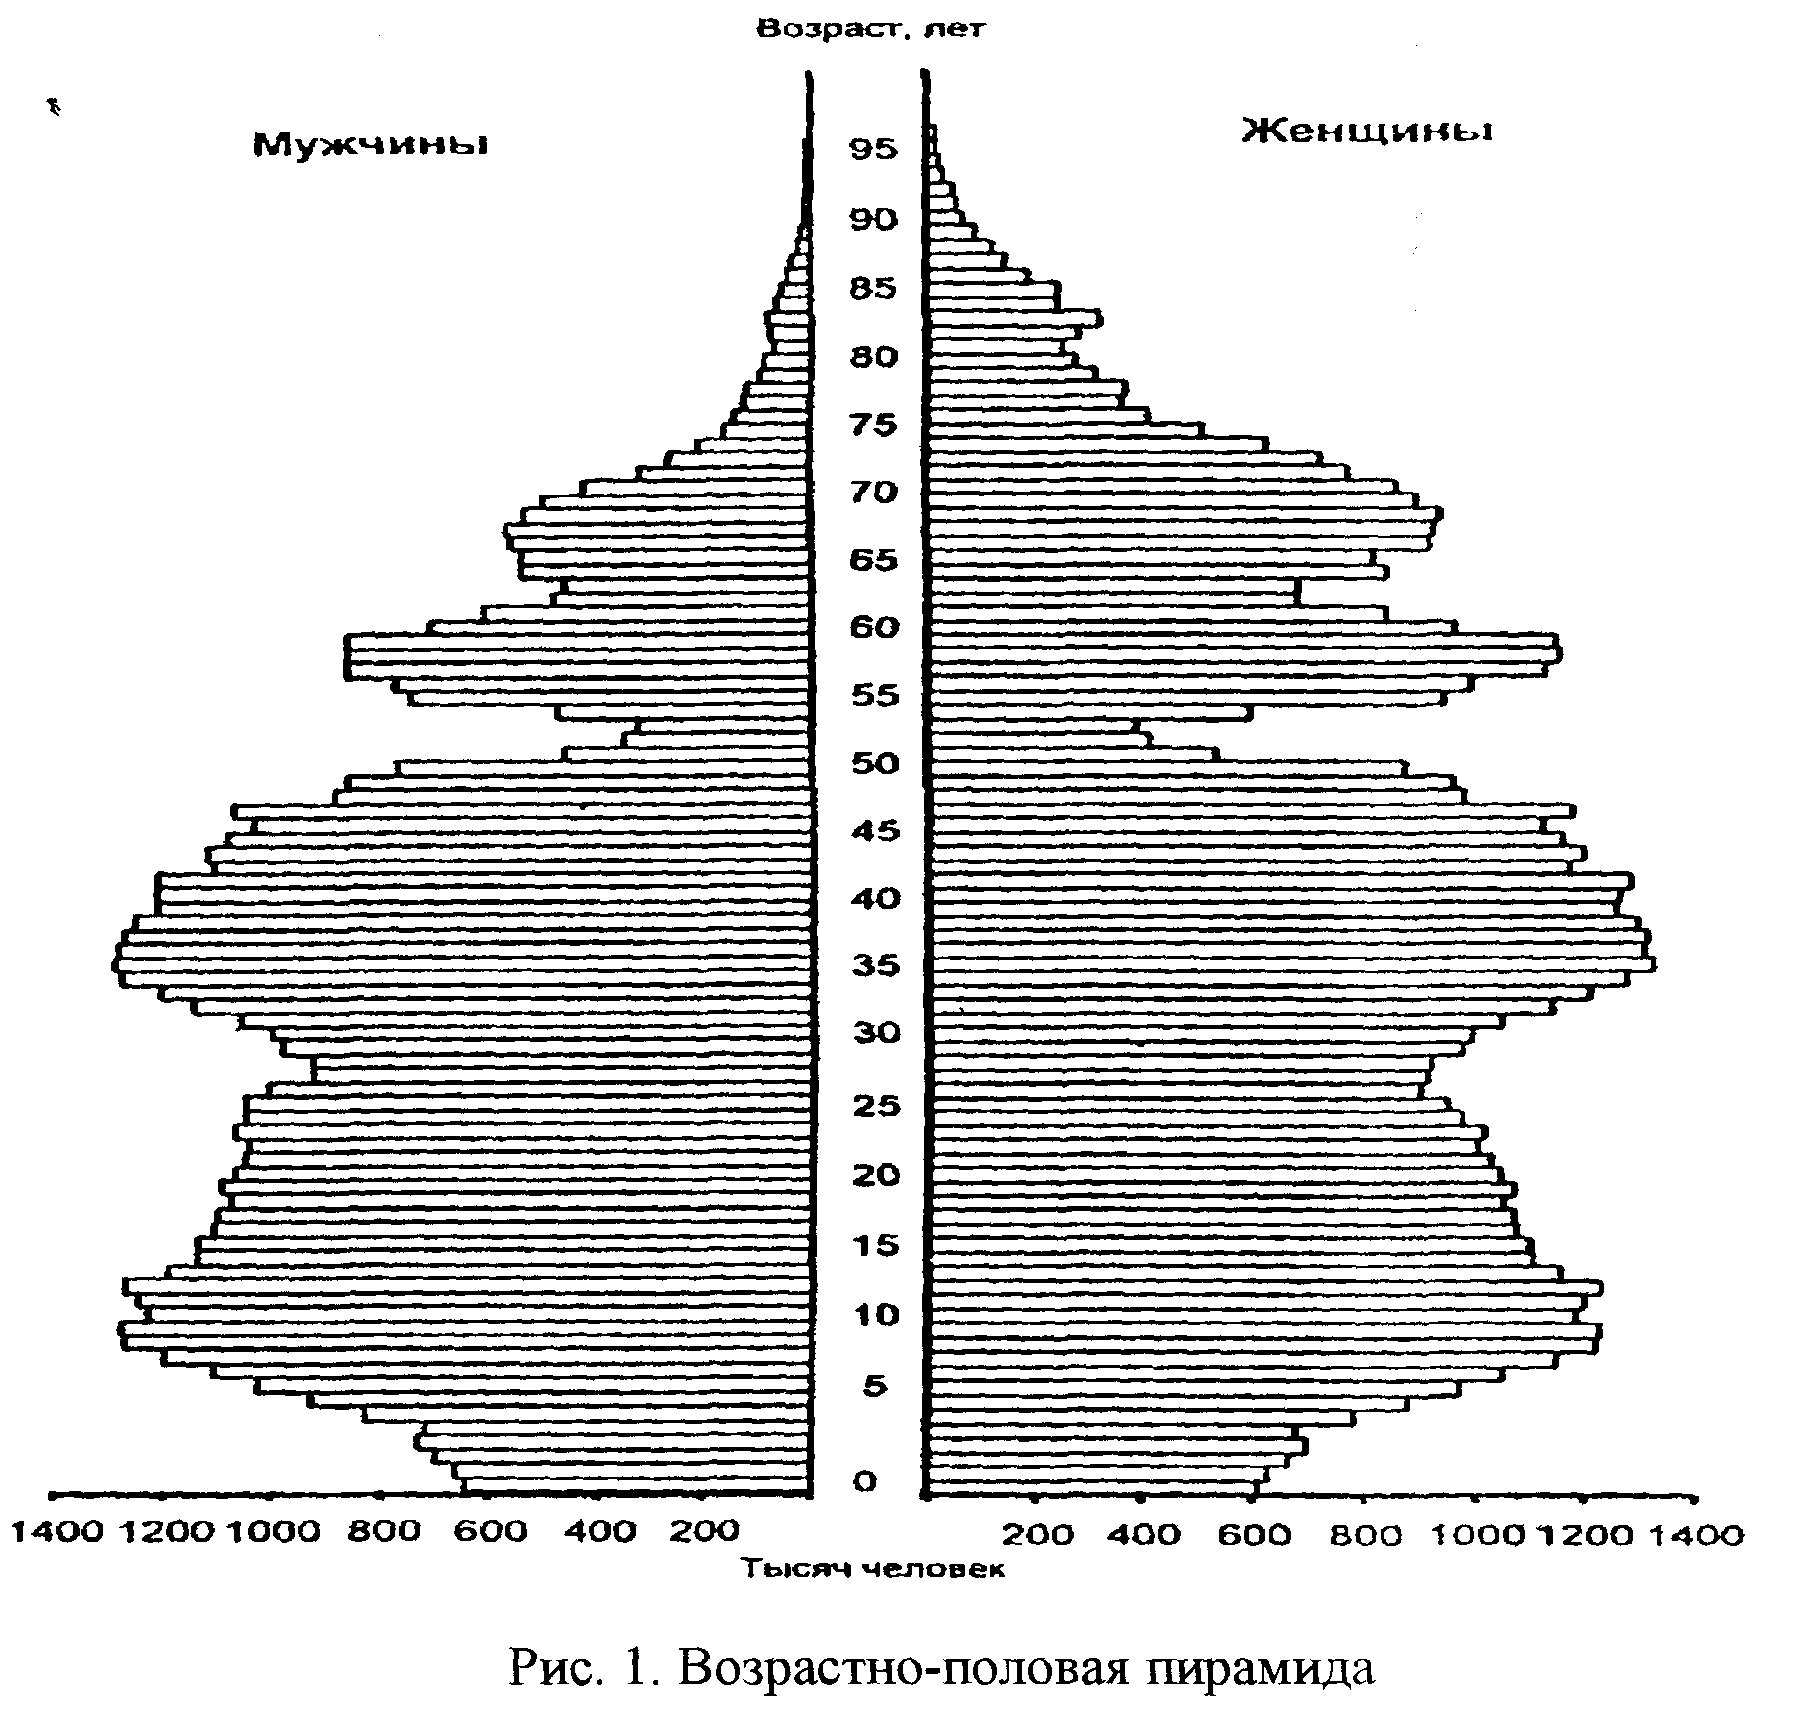 Возраст, лет
Мужчины
Женщины
95
90
85
80
75
70
65
60
55
50
45
40
35
30
25
20
15
10
5
0
1400 1200 1000 800 600 400 200
200 400 600 800 1000 1200 1400
Тысяч человек
Рис. 1. Возрастно-половая пирамида